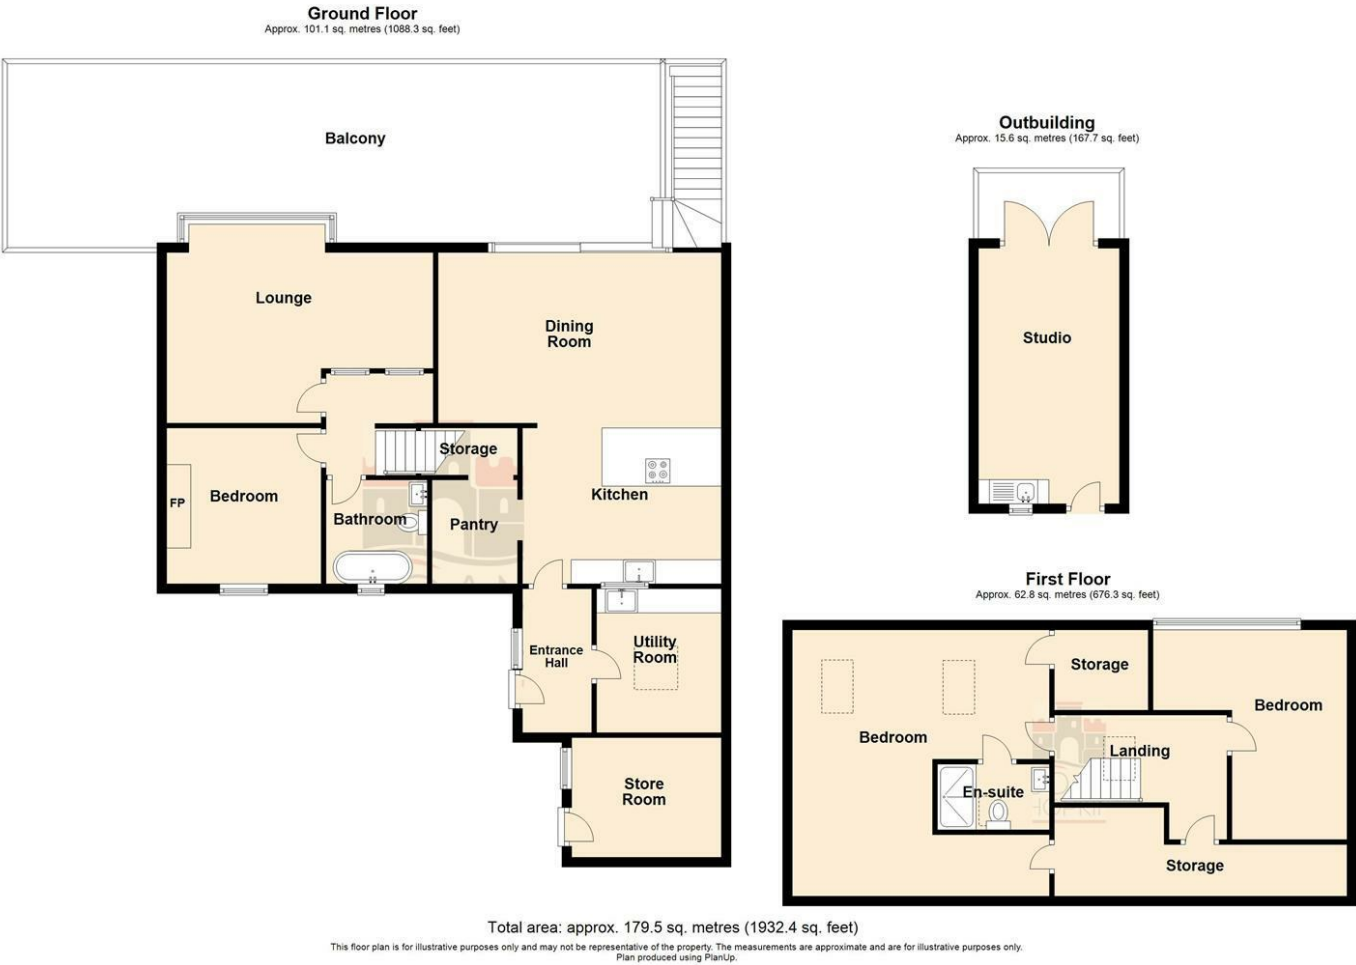 Ground Floor
Approx. 101.1 sq. metres (1088.3 sq. feet)
Balcony
Lounge
Dining
Room
Storage
Bedroom
FP
Bathroom
Pantry
Kitchen
Entrance
Hall
Utility
Room
Store
Room
Outbuilding
Approx. 15.6 sq. metres (167.7 sq. feet)
Studio
First Floor
Approx. 62.8 sq. metres (676.3 sq. feet)
Storage
Bedroom
Bedroom
Landing
En-suite
Storage
Total area: approx. 179.5 sq. metres (1932.4 sq. feet)
This floor plan is for illustrative purposes only and may not be representative of the property. The measurements are approximate and are for illustrative purposes only.
Plan produced using PlanUp.